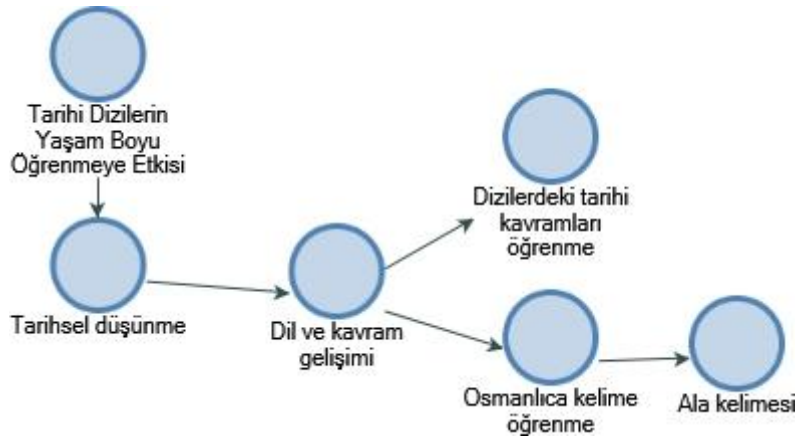 Tarihi Dizilerin
Yaşam Boyu
Öğrenmeye Etkisi
Dizilerdeki tarihi
kavramları
öğrenme
Tarihsel düşünme
Dil ve kavram
gelişimi
Osmanlıca kelime
öğrenme
Ala kelimesi